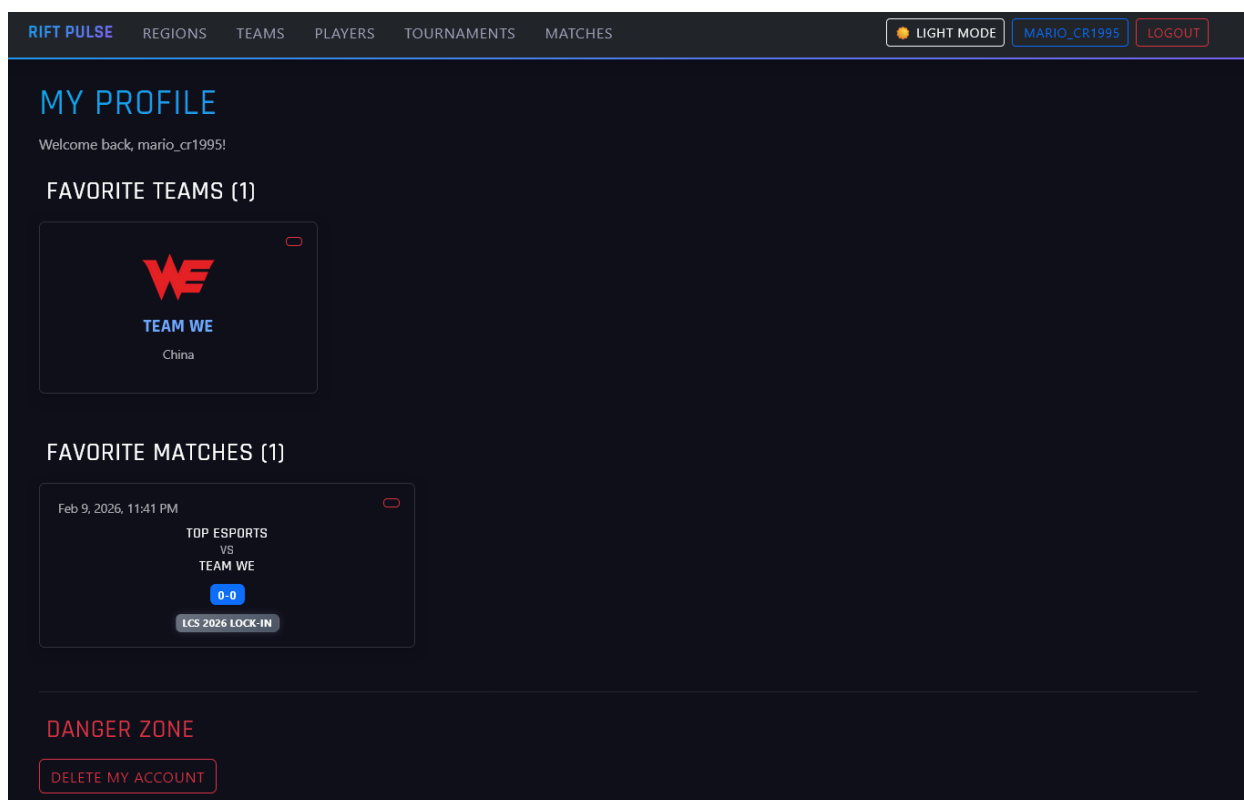 RIFT PULSE REGIONS TEAMS PLAYERS TOURNAMENTS MATCHES LIGHT MODE MARIO_CR1995 LOGOUT
MY PROFILE
Welcome back, mario_cr1995!
FAVORITE TEAMS (1)
WE
TEAM WE
China
FAVORITE MATCHES (1)
Feb 9, 2026, 11:41 PM
TOP ESPORTS
VS
TEAM WE
0-0
LCS 2026 LOCK-IN
DANGER ZONE
DELETE MY ACCOUNT